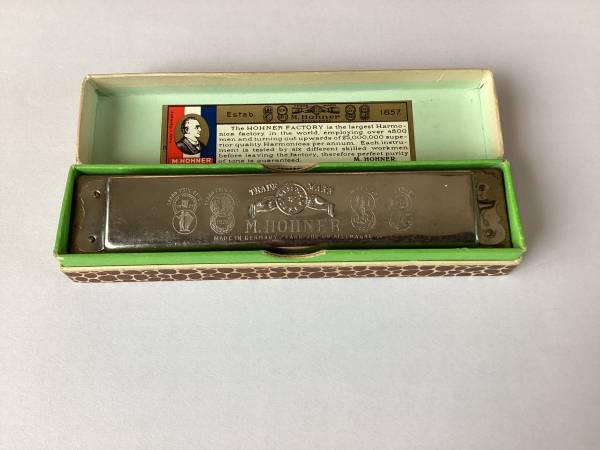 Estab. M. Hohner 1857
The HOHNER FACTORY is the largest Harmo-
nica factory in the world, employing over 4500
men and turning out upwards of 22,000,000 supe-
rior quality Harmonicas per annum. Each instru-
ment is tested by six different skilled workmen
before leaving the factory, therefore perfect purity
of tone is guaranteed. M. HOHNER
M. HOHNER
TRADE MARK
M. HOHNER
MADE IN GERMANY